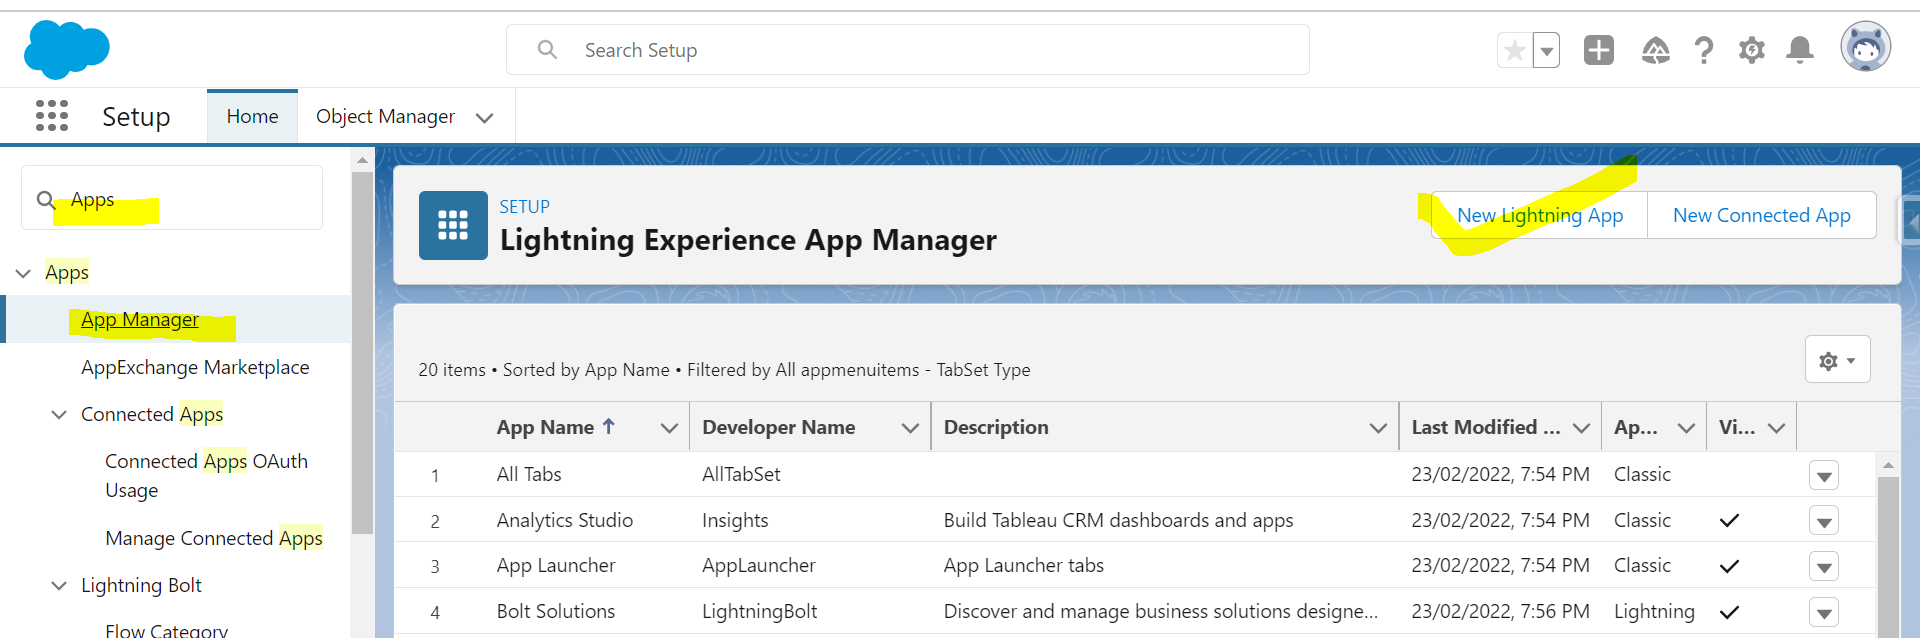 Search Setup
Setup
Home
Object Manager
Apps
Apps
App Manager
AppExchange Marketplace
Connected Apps
Connected Apps OAuth
Usage
Manage Connected Apps
Lightning Bolt
Flow Category
SETUP
Lightning Experience App Manager
New Lightning App
New Connected App
20 items • Sorted by App Name • Filtered by All appmenuitems - TabSet Type
App Name ↑ Developer Name Description Last Modified ... Ap... Vi...
1 All Tabs AllTabSet 23/02/2022, 7:54 PM Classic
2 Analytics Studio Insights Build Tableau CRM dashboards and apps 23/02/2022, 7:54 PM Classic
3 App Launcher AppLauncher App Launcher tabs 23/02/2022, 7:54 PM Classic
4 Bolt Solutions LightningBolt Discover and manage business solutions designe... 23/02/2022, 7:56 PM Lightning